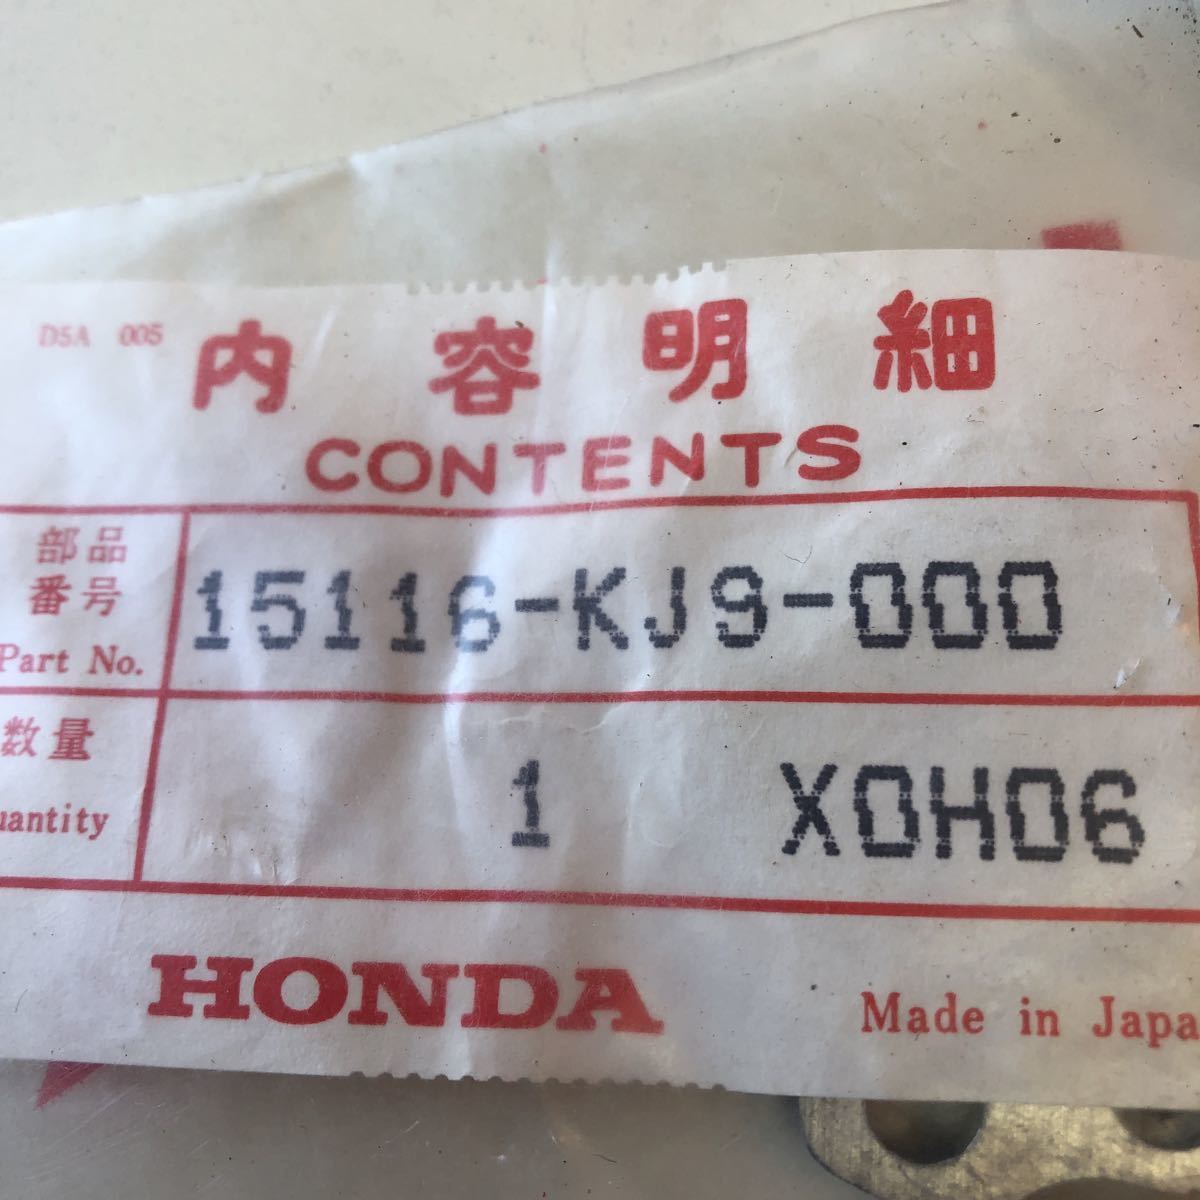 D5A 005
内容明細
CONTENTS
部品
番号
Part No.
15116-KJ9-000
数量
uantity
1 X0H06
HONDA
Made in Japa